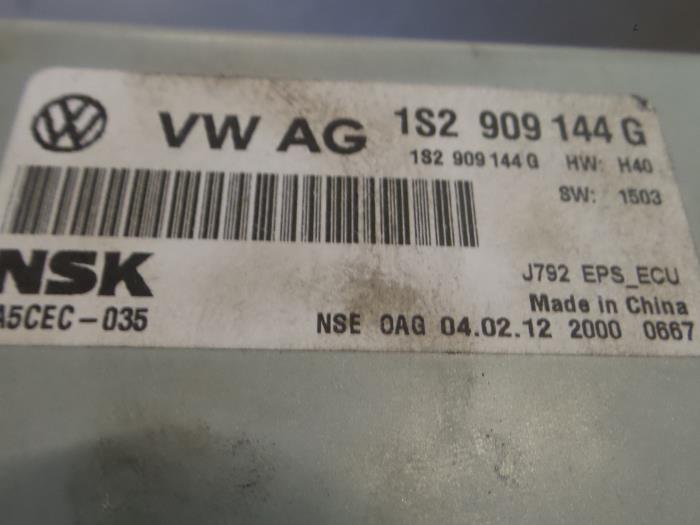 VW AG 1S2 909 144 G
1S2 909 144 G HW: H40
SW: 1503
NSK
J792 EPS_ECU
Made in China
A5CEC-035
NSE 0AG 04.02.12 2000 0667